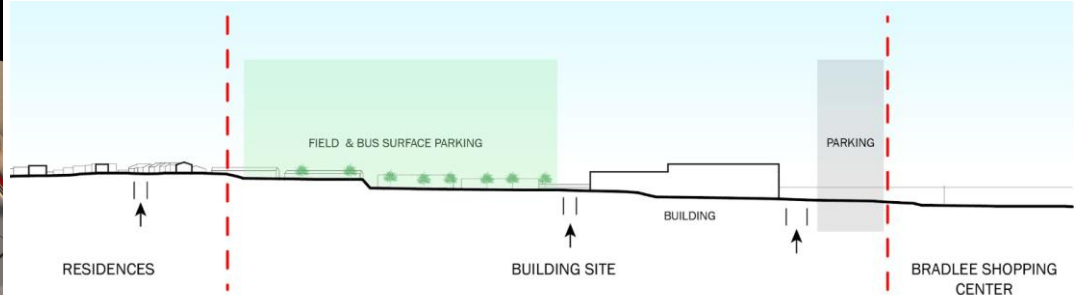 FIELD & BUS SURFACE PARKING
PARKING
BUILDING
RESIDENCES
BUILDING SITE
BRADLEE SHOPPING
CENTER